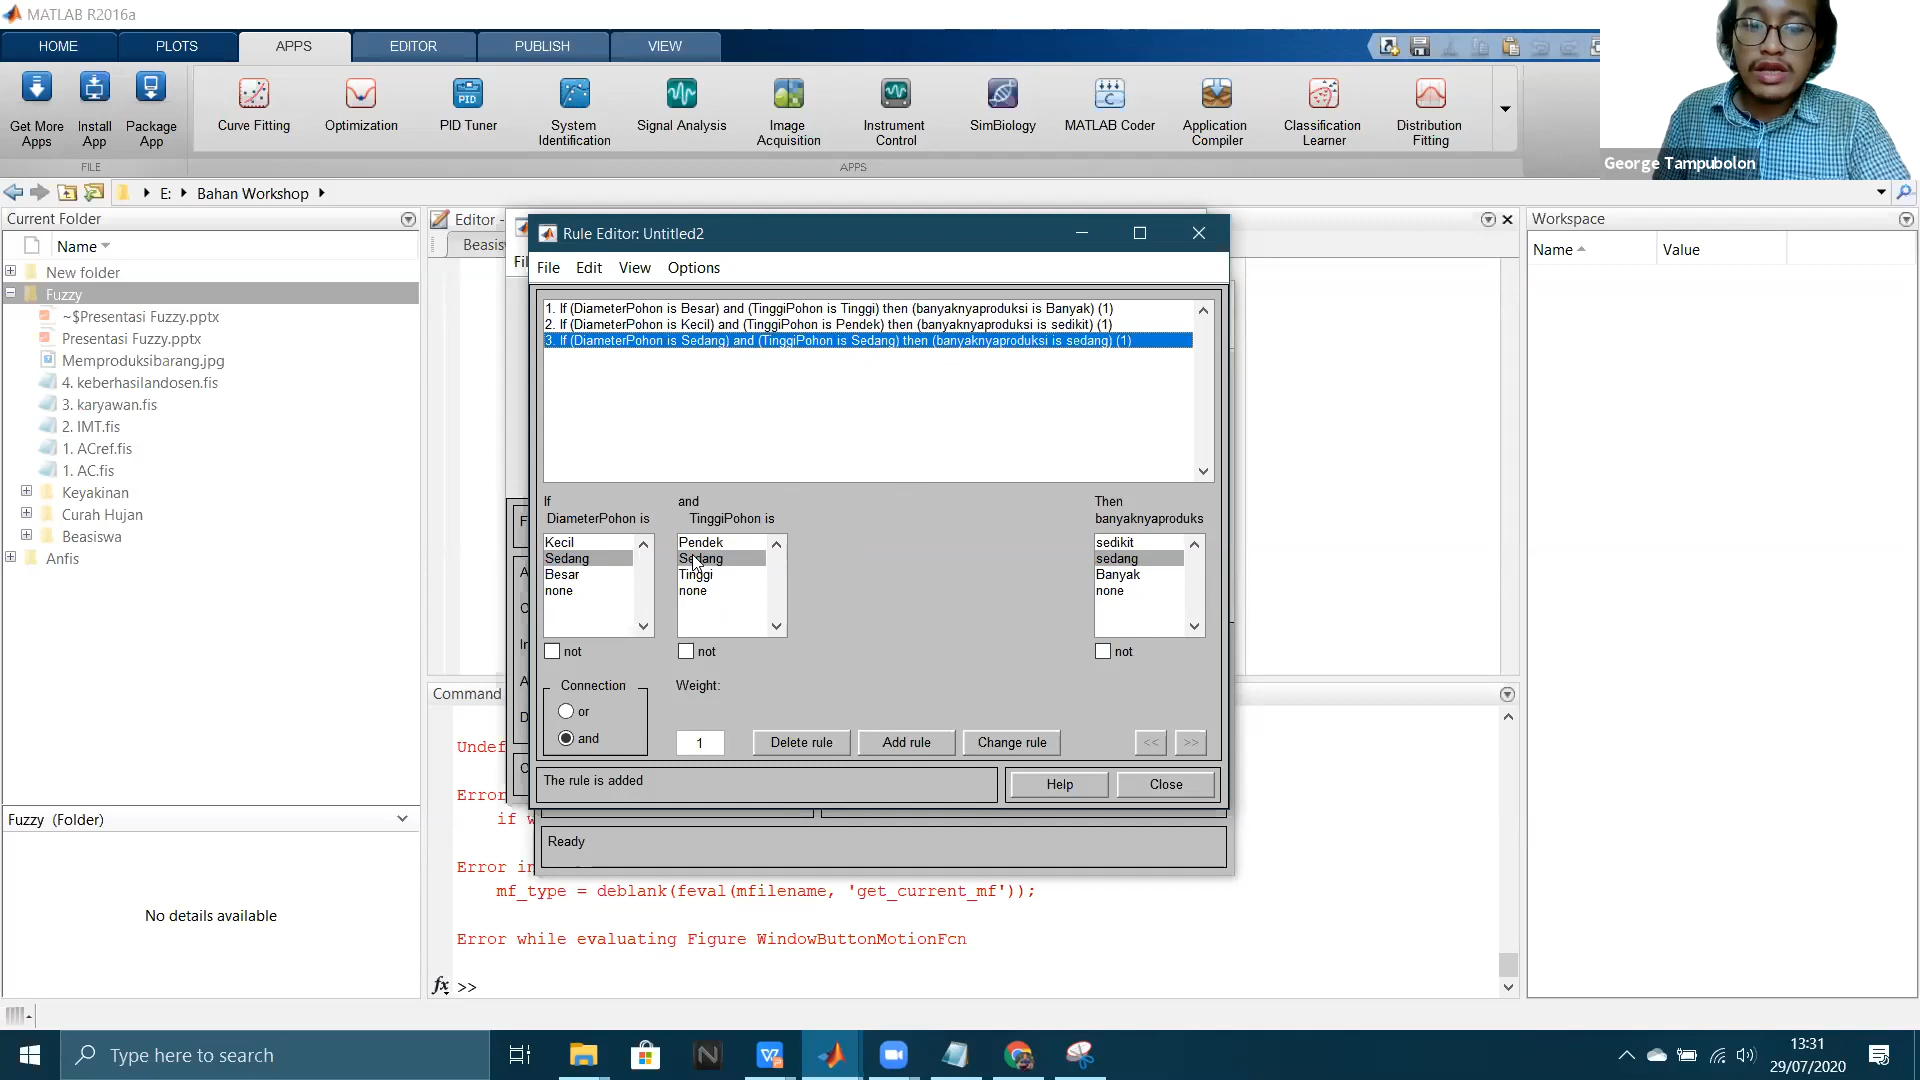 MATLAB R2016a
HOME
PLOTS
APPS
EDITOR
PUBLISH
VIEW
Get More Apps
Install App
Package App
Curve Fitting
Optimization
PID
PID Tuner
System Identification
Signal Analysis
Image Acquisition
Instrument Control
SimBiology
C
MATLAB Coder
Application Compiler
Classification Learner
Distribution Fitting
FILE
APPS
George Tampubolon
E:
Bahan Workshop
Current Folder
Name
New folder
Fuzzy
~$Presentasi Fuzzy.pptx
Presentasi Fuzzy.pptx
Memproduksibarang.jpg
4. keberhasilandosen.fis
3. karyawan.fis
2. IMT.fis
1. ACref.fis
1. AC.fis
Keyakinan
Curah Hujan
Beasiswa
Anfis
Fuzzy (Folder)
No details available
Editor -
Beasis
Fil
Rule Editor: Untitled2
File
Edit
View
Options
1. If (DiameterPohon is Besar) and (TinggiPohon is Tinggi) then (banyaknyaproduksi is Banyak) (1)
2. If (DiameterPohon is Kecil) and (TinggiPohon is Pendek) then (banyaknyaproduksi is sedikit) (1)
3. If (DiameterPohon is Sedang) and (TinggiPohon is Sedang) then (banyaknyaproduksi is sedang) (1)
If
DiameterPohon is
Kecil
Sedang
Besar
none
not
and
TinggiPohon is
Pendek
Sedang
Tinggi
none
not
Then
banyaknyaproduks
sedikit
sedang
Banyak
none
not
Connection
or
and
Weight:
1
Delete rule
Add rule
Change rule
<<
>>
The rule is added
Help
Close
Ready
Command
Undef
Error
if w
Error in
mf_type = deblank(feval(mfilename, 'get_current_mf'));
Error while evaluating Figure WindowButtonMotionFcn
fx >>
Workspace
Name
Value
Type here to search
13:31
29/07/2020